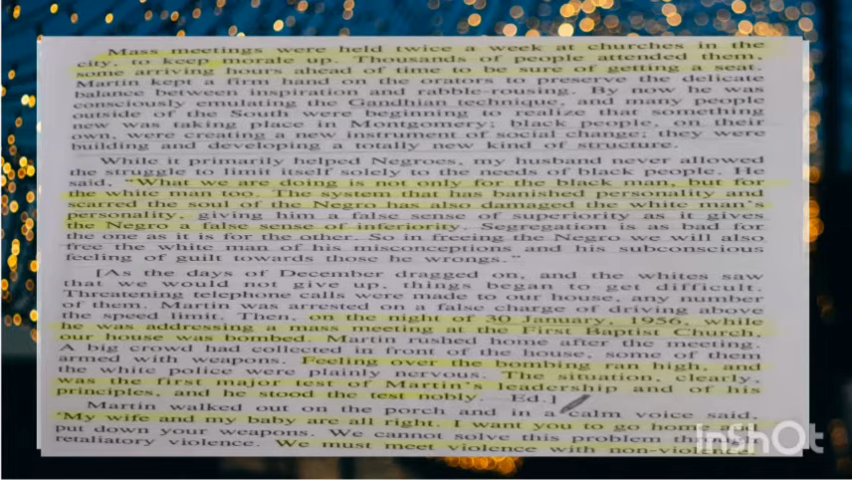 Mass meetings were held twice a week at churches in the
city, to keep morale up. Thousands of people attended them,
some arriving hours ahead of time to be sure of getting a seat.
Martin kept a firm hand on the orators to preserve the delicate
balance between inspiration and rabble-rousing. By now he was
consciously emulating the Gandhian technique, and many people
outside of the South were beginning to realize that something
new was taking place in Montgomery; black people, on their
own, were creating a new instrument of social change; they were
building and developing a totally new kind of structure.
While it primarily helped Negroes, my husband never allowed
the struggle to limit itself solely to the needs of black people. He
said, "What we are doing is not only for the black man, but for
the white man too. The system that has banished personality and
scarred the soul of the Negro has also damaged the white man's
personality, giving him a false sense of superiority as it gives
the Negro a false sense of inferiority. Segregation is as bad for
the one as it is for the other. So in freeing the Negro we will also
free the white man of his misconceptions and his subconscious
feeling of guilt towards those he wrongs."
[As the days of December dragged on, and the whites saw
that we would not give up, things began to get difficult.
Threatening telephone calls were made to our house, any number
of them. Martin was arrested on a false charge of driving above
the speed limit. Then, on the night of 30 January, 1956, while
he was addressing a mass meeting at the First Baptist Church,
our house was bombed. Martin rushed home after the meeting.
A big crowd had collected in front of the house, some of them
armed with weapons. Feeling over the bombing ran high, and
the white police were plainly nervous. The situation, clearly,
was the first major test of Martin's leadership and of his
principles, and he stood the test nobly. Ed.]
Martin walked out on the porch and in a calm voice said,
'My wife and my baby are all right. I want you to go home
put down your weapons. We cannot solve this problem
retaliatory violence. We must meet violence with non-violence
InShot